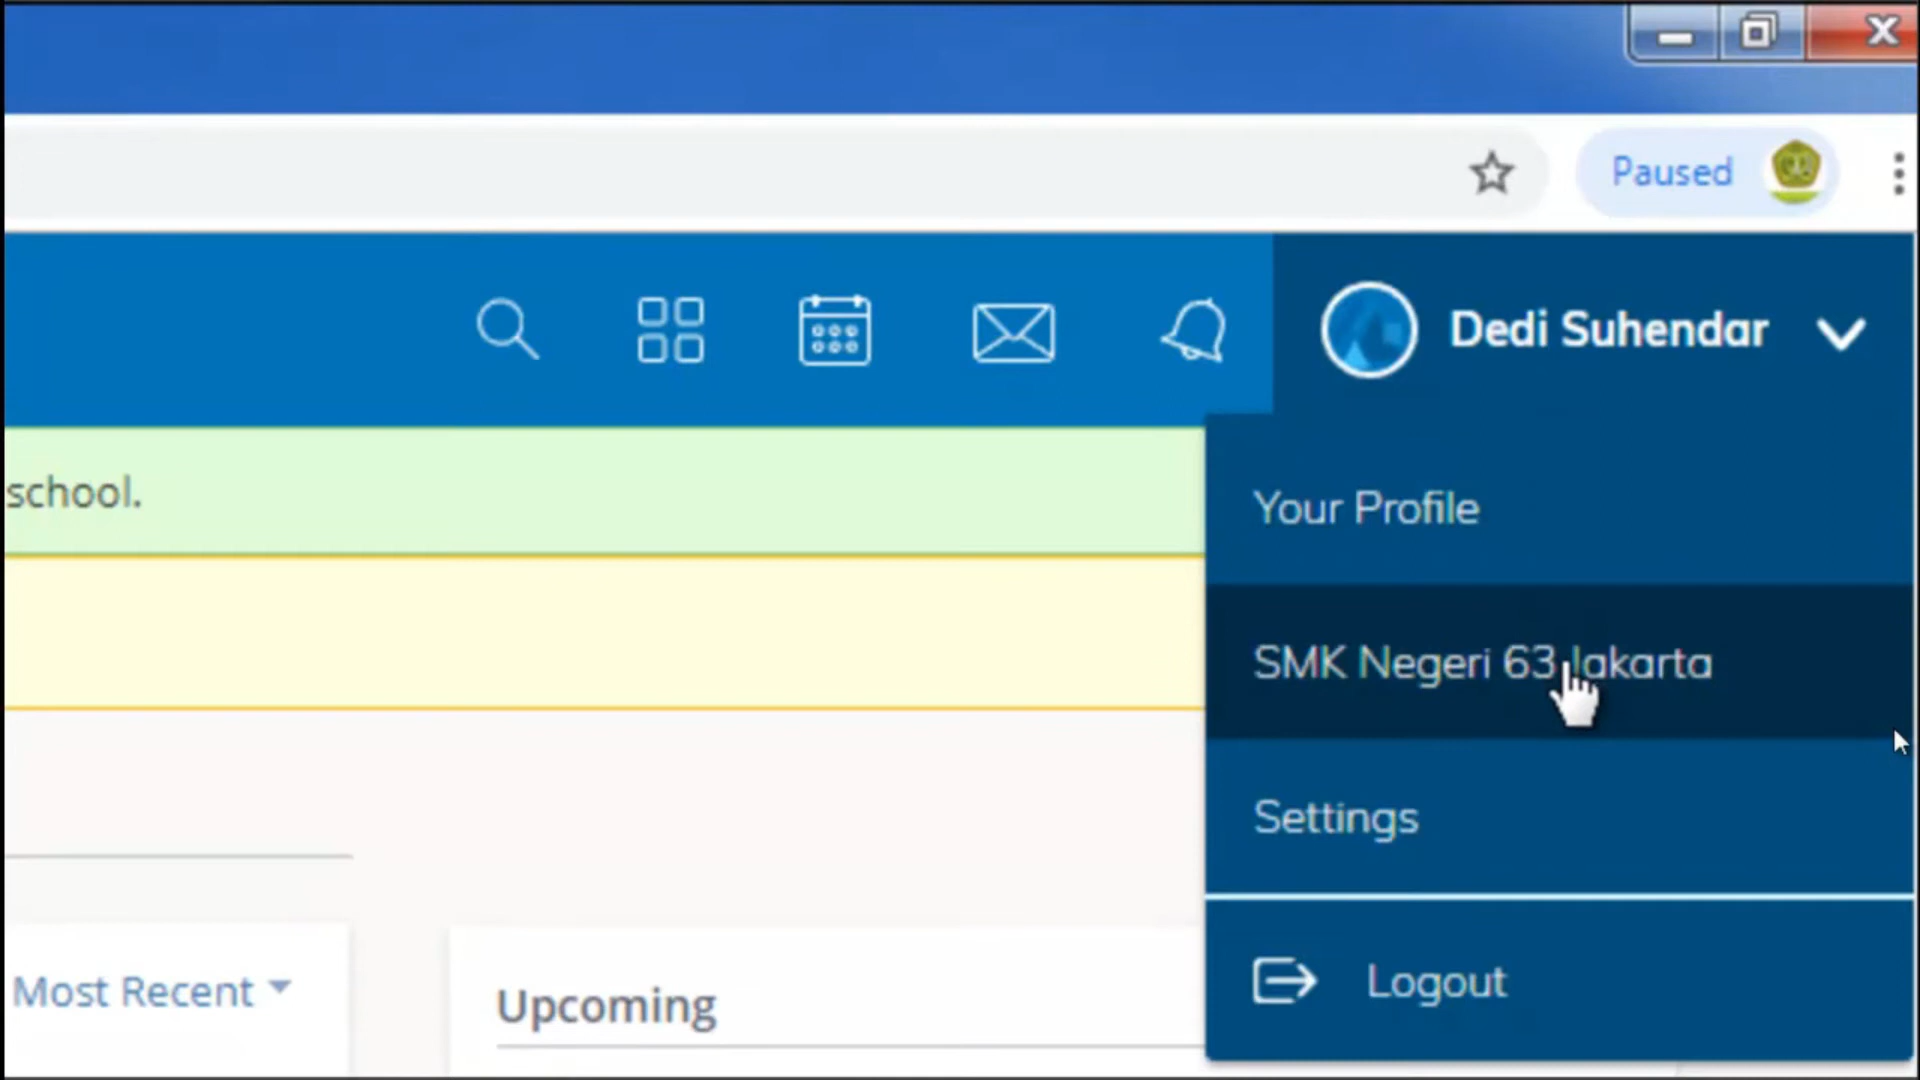 Paused
Dedi Suhendar
school.
Your Profile
SMK Negeri 63 Jakarta
Settings
Most Recent
Upcoming
Logout